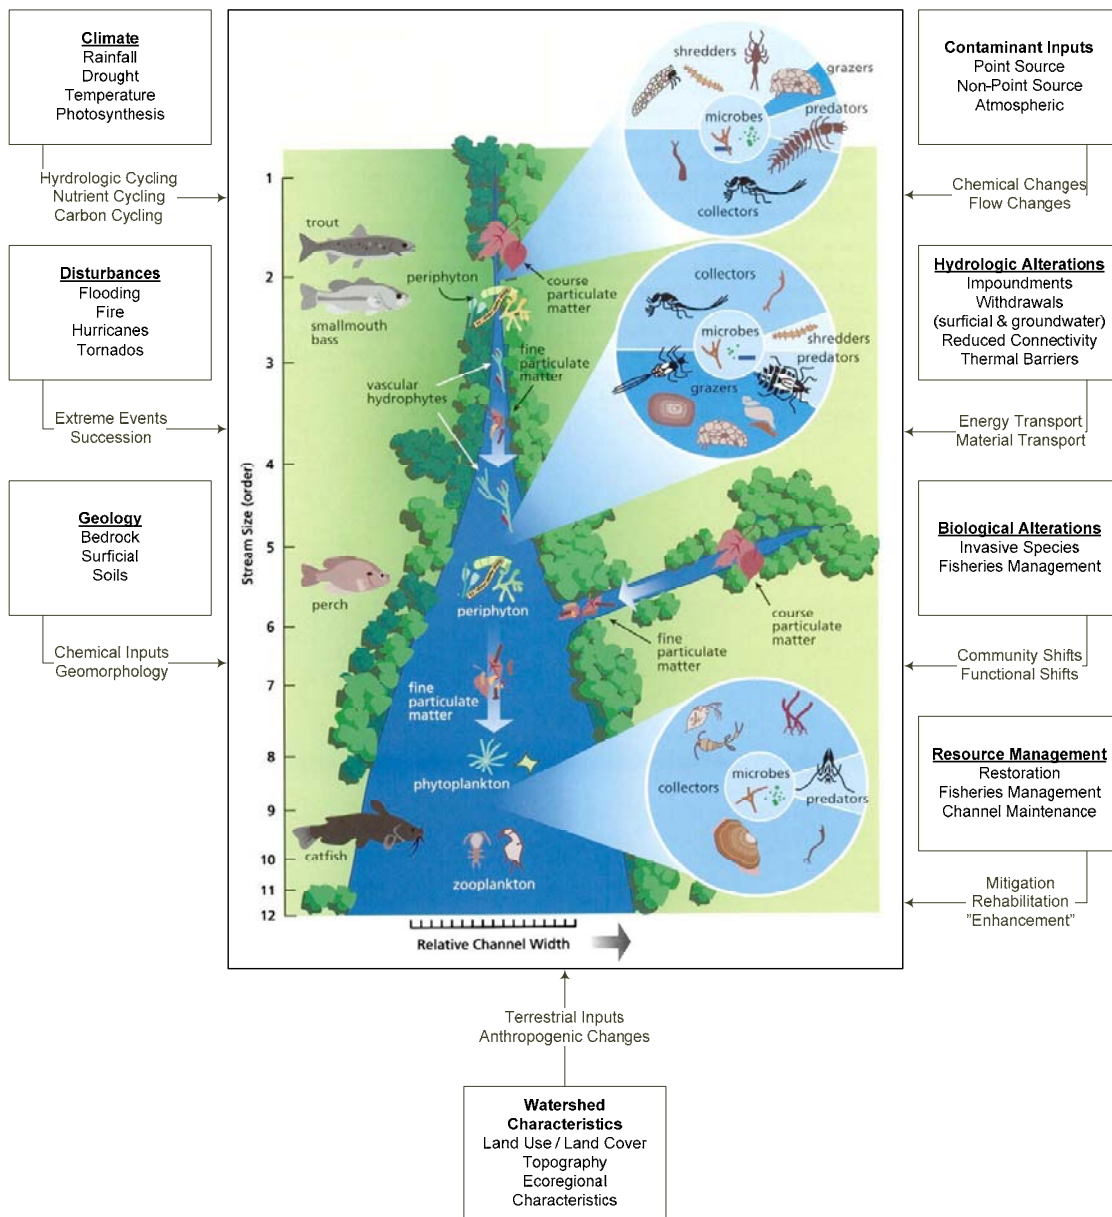 Climate
Rainfall
Drought
Temperature
Photosynthesis
Hyrdrologic Cycling
Nutrient Cycling
Carbon Cycling
Disturbances
Flooding
Fire
Hurricanes
Tornados
Extreme Events
Succession
Geology
Bedrock
Surficial
Soils
Chemical Inputs
Geomorphology
Stream Size (order)
1
2
3
4
5
6
7
8
9
10
11
12
trout
smallmouth
bass
perch
catfish
periphyton
course
particulate
matter
fine
particulate
matter
vascular
hydrophytes
periphyton
course
particulate
matter
fine
particulate
matter
fine
particulate
matter
phytoplankton
zooplankton
Relative Channel Width
shredders
grazers
predators
microbes
collectors
collectors
microbes
shredders
predators
grazers
collectors
microbes
predators
Contaminant Inputs
Point Source
Non-Point Source
Atmospheric
Chemical Changes
Flow Changes
Hydrologic Alterations
Impoundments
Withdrawals
(surficial & groundwater)
Reduced Connectivity
Thermal Barriers
Energy Transport
Material Transport
Biological Alterations
Invasive Species
Fisheries Management
Community Shifts
Functional Shifts
Resource Management
Restoration
Fisheries Management
Channel Maintenance
Mitigation
Rehabilitation
"Enhancement"
Terrestrial Inputs
Anthropogenic Changes
Watershed
Characteristics
Land Use / Land Cover
Topography
Ecoregional
Characteristics